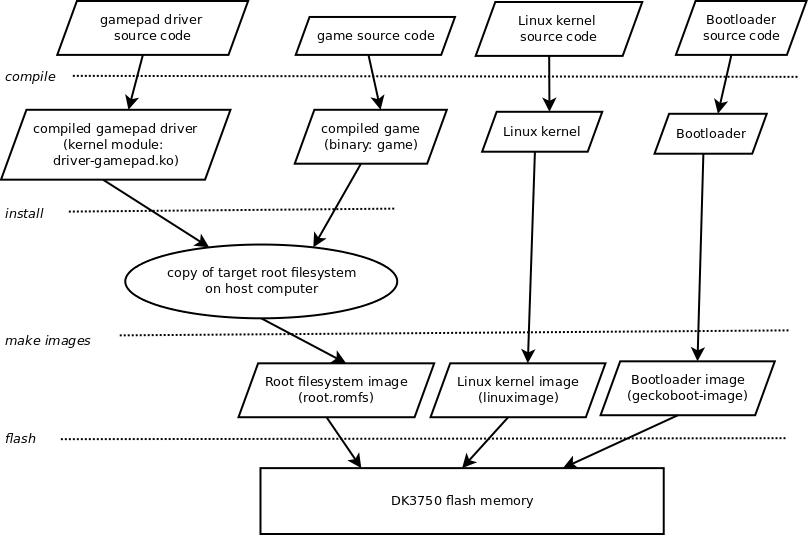 gamepad driver
source code
game source code
Linux kernel
source code
Bootloader
source code
compile
compiled gamepad driver
(kernel module:
driver-gamepad.ko)
compiled game
(binary: game)
Linux kernel
Bootloader
install
copy of target root filesystem
on host computer
make images
Root filesystem image
(root.romfs)
Linux kernel image
(linuximage)
Bootloader image
(geckoboot-image)
flash
DK3750 flash memory